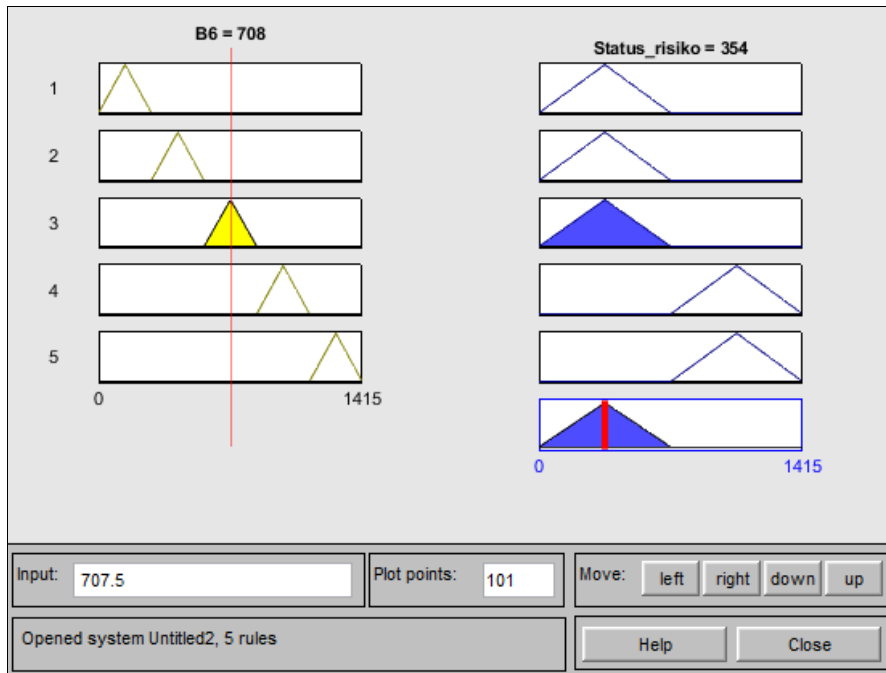 B6 = 708
Status_risiko = 354
1
2
3
4
5
0 1415
0 1415
Input: 707.5
Plot points: 101
Move: left right down up
Opened system Untitled2, 5 rules
Help Close